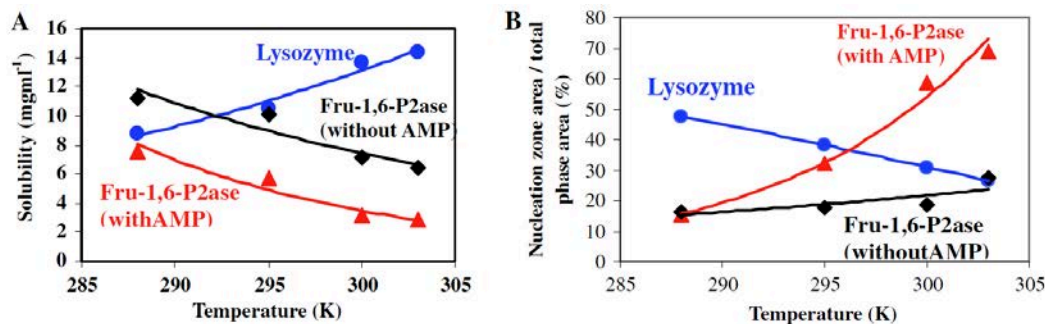 A
Solubility (mgml-1)
16
14
12
10
8
6
4
2
0
285
290
295
300
305
Temperature (K)
Lysozyme
Fru-1,6-P2ase
(without AMP)
Fru-1,6-P2ase
(withAMP)
B
Nucleation zone area / total
phase area (%)
80
70
60
50
40
30
20
10
0
285
290
295
300
305
Temperature (K)
Fru-1,6-P2ase
(with AMP)
Lysozyme
Fru-1,6-P2ase
(withoutAMP)